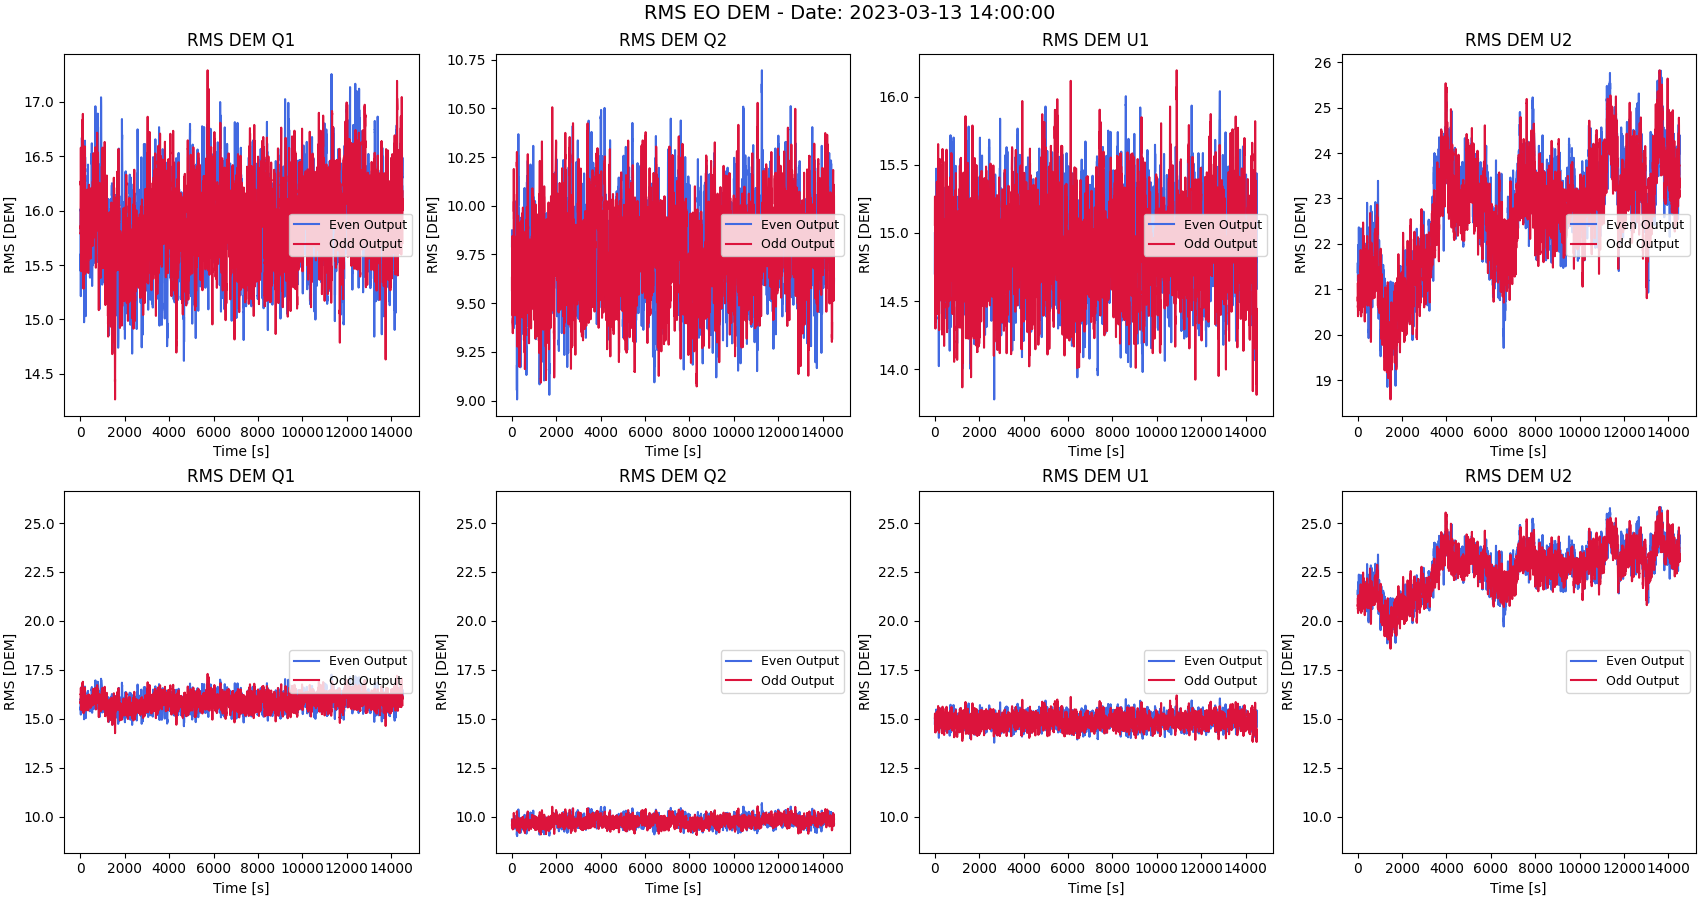 RMS EO DEM - Date: 2023-03-13 14:00:00
RMS DEM Q1
RMS [DEM]
17.0
16.5
16.0
15.5
15.0
14.5
Even Output
Odd Output
0 2000 4000 6000 8000 10000 12000 14000
Time [s]
RMS DEM Q2
RMS [DEM]
10.75
10.50
10.25
10.00
9.75
9.50
9.25
9.00
Even Output
Odd Output
0 2000 4000 6000 8000 10000 12000 14000
Time [s]
RMS DEM U1
RMS [DEM]
16.0
15.5
15.0
14.5
14.0
Even Output
Odd Output
0 2000 4000 6000 8000 10000 12000 14000
Time [s]
RMS DEM U2
RMS [DEM]
26
25
24
23
22
21
20
19
Even Output
Odd Output
0 2000 4000 6000 8000 10000 12000 14000
Time [s]
RMS DEM Q1
RMS [DEM]
25.0
22.5
20.0
17.5
15.0
12.5
10.0
Even Output
Odd Output
0 2000 4000 6000 8000 10000 12000 14000
Time [s]
RMS DEM Q2
RMS [DEM]
25.0
22.5
20.0
17.5
15.0
12.5
10.0
Even Output
Odd Output
0 2000 4000 6000 8000 10000 12000 14000
Time [s]
RMS DEM U1
RMS [DEM]
25.0
22.5
20.0
17.5
15.0
12.5
10.0
Even Output
Odd Output
0 2000 4000 6000 8000 10000 12000 14000
Time [s]
RMS DEM U2
RMS [DEM]
25.0
22.5
20.0
17.5
15.0
12.5
10.0
Even Output
Odd Output
0 2000 4000 6000 8000 10000 12000 14000
Time [s]